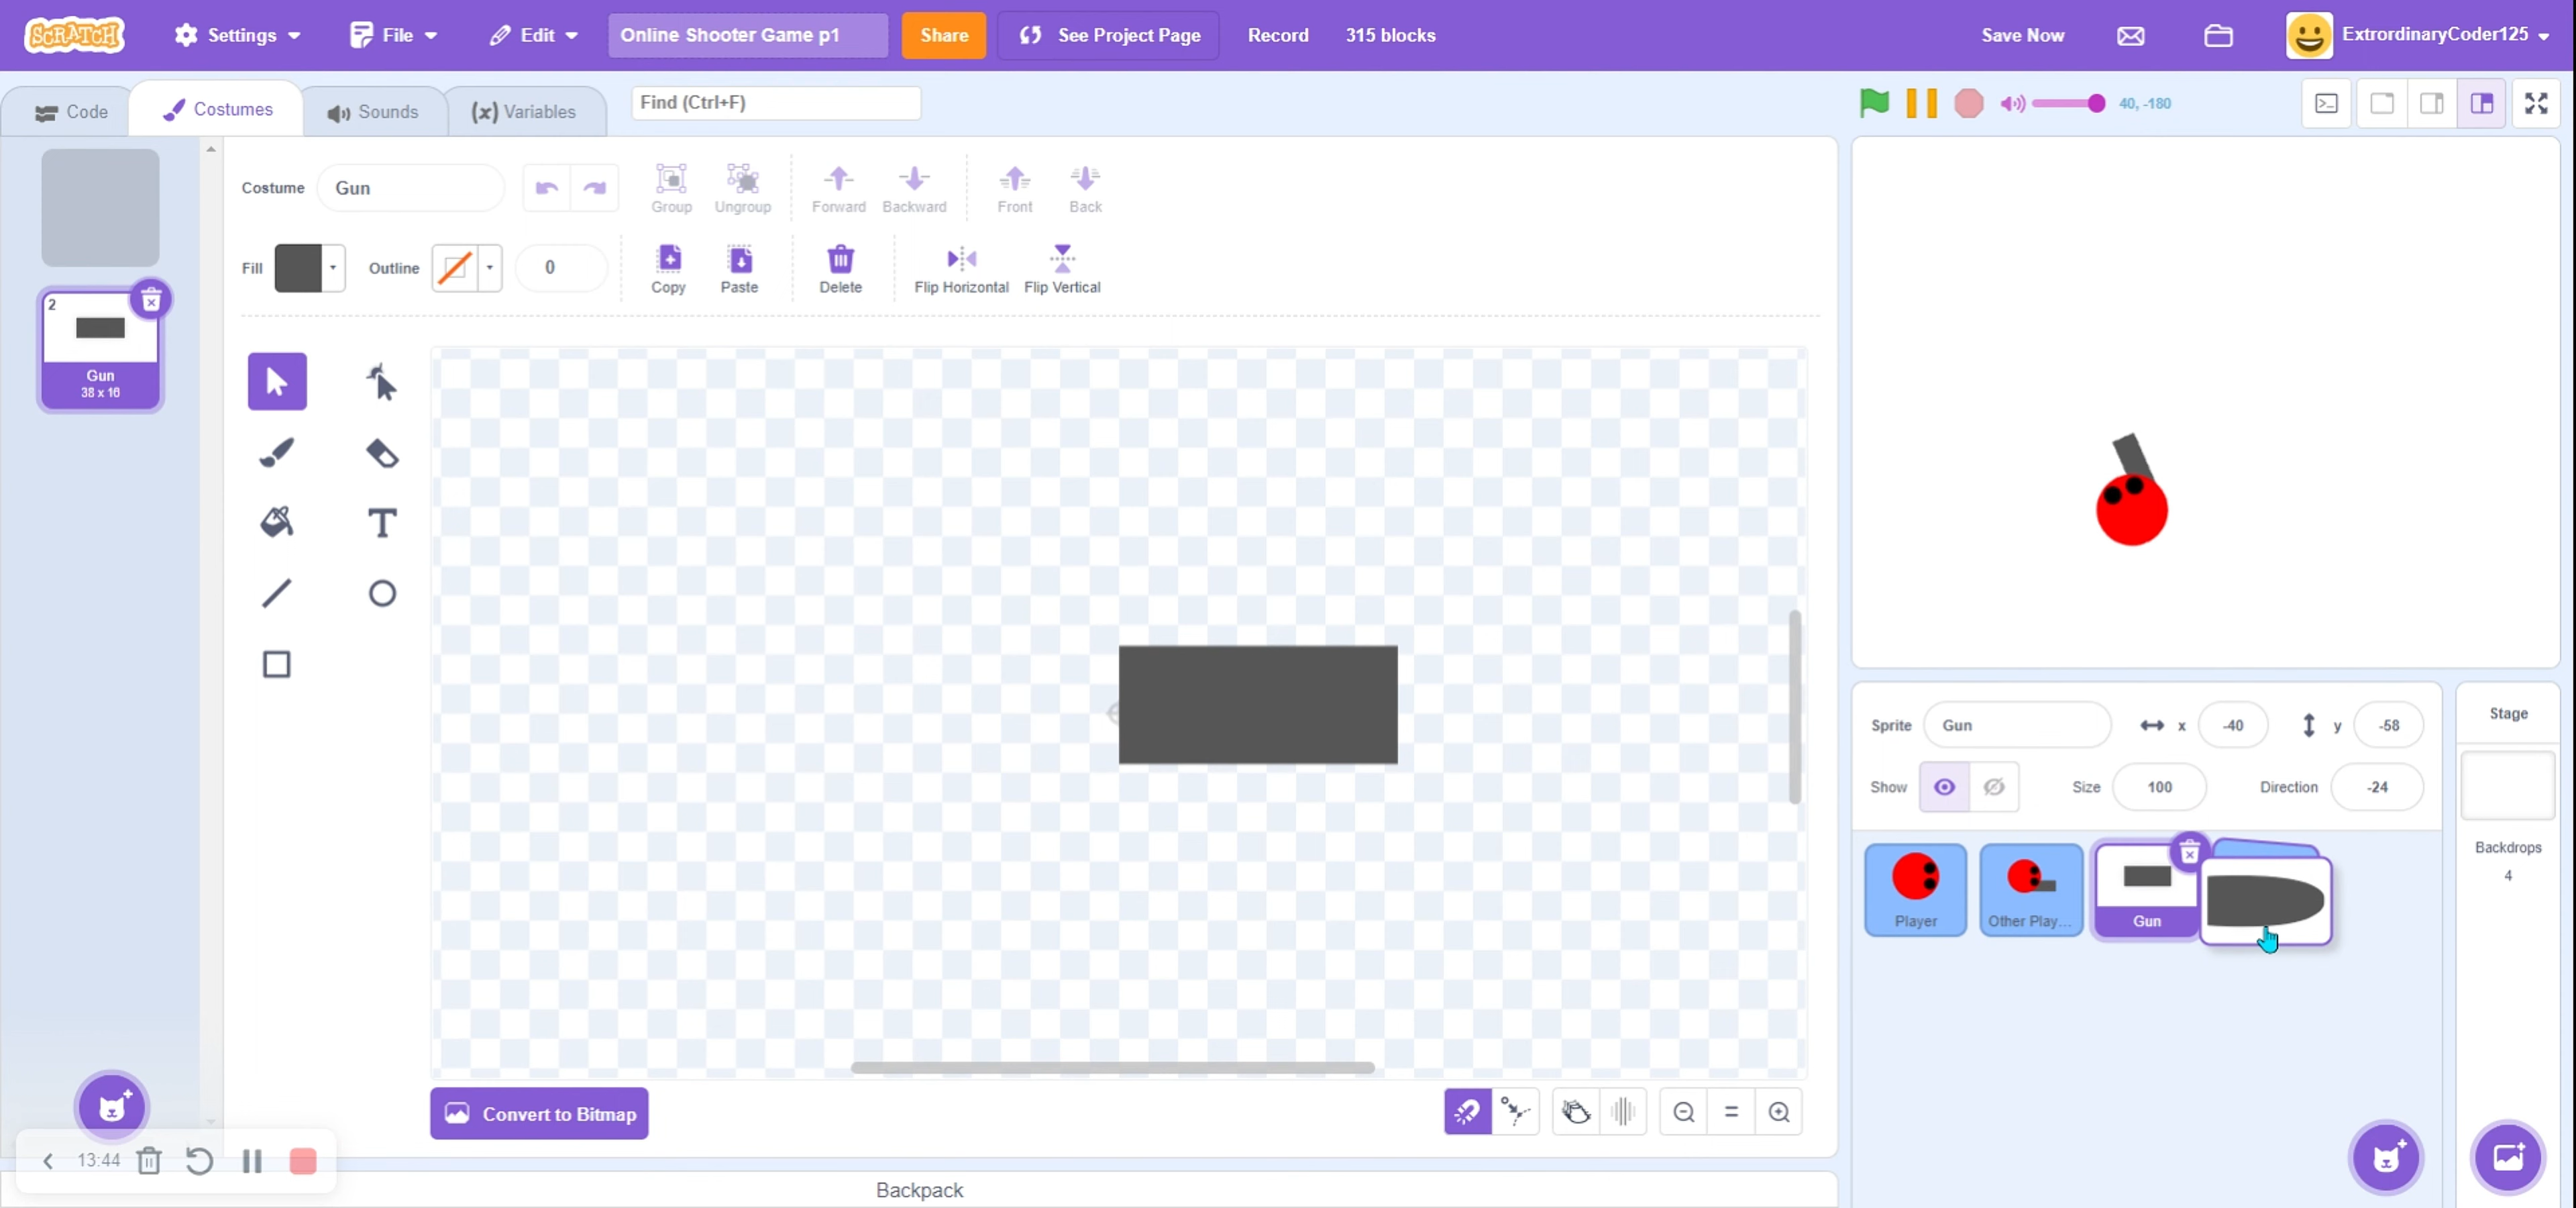 SCRATCH Settings File Edit Online Shooter Game p1 Share See Project Page Record 315 blocks Save Now ExtrordinaryCoder125
Code Costumes Sounds (x) Variables Find (Ctrl+F) 40, -180
Costume Gun Group Ungroup Forward Backward Front Back
Fill Outline 0 Copy Paste Delete Flip Horizontal Flip Vertical
2
Gun
38 x 16
T
Convert to Bitmap
=
13:44
Backpack
Sprite Gun x -40 y -58
Show Size 100 Direction -24
Player Other Play... Gun
Stage
Backdrops
4